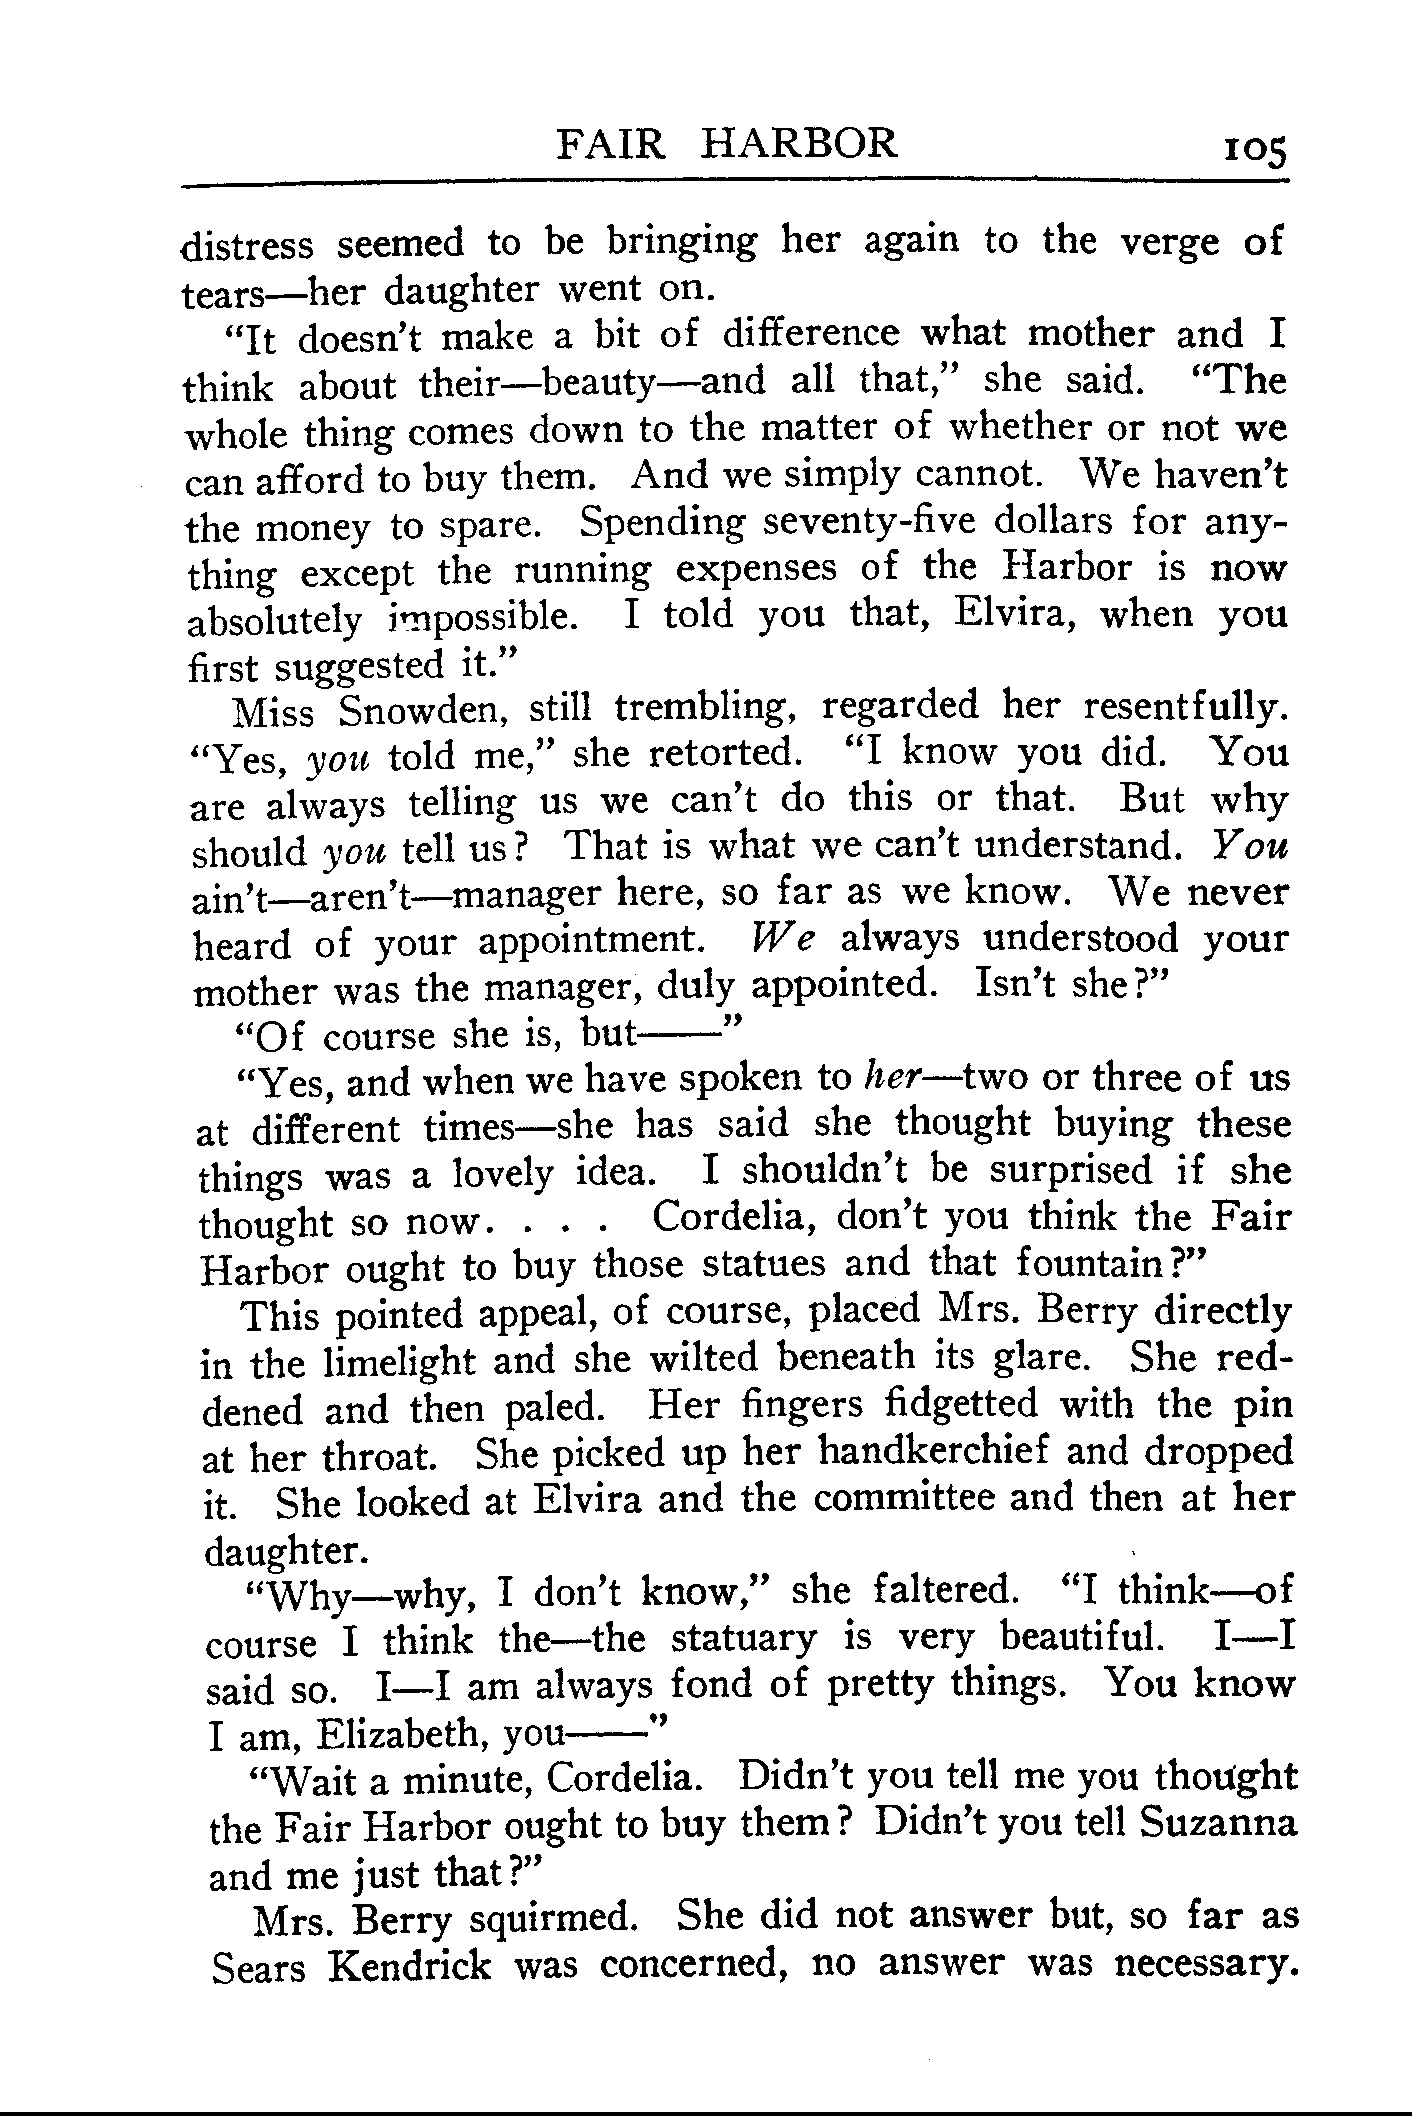 FAIR HARBOR 105
distress seemed to be bringing her again to the verge of
tears—her daughter went on.
“It doesn’t make a bit of difference what mother and I
think about their—beauty—and all that,” she said. “The
whole thing comes down to the matter of whether or not we
can afford to buy them. And we simply cannot. We haven’t
the money to spare. Spending seventy-five dollars for any-
thing except the running expenses of the Harbor is now
absolutely impossible. I told you that, Elvira, when you
first suggested it.”
Miss Snowden, still trembling, regarded her resentfully.
“Yes, you told me,” she retorted. “I know you did. You
are always telling us we can’t do this or that. But why
should you tell us? That is what we can’t understand. You
ain’t—aren’t—manager here, so far as we know. We never
heard of your appointment. We always understood your
mother was the manager, duly appointed. Isn’t she?”
“Of course she is, but——”
“Yes, and when we have spoken to her—two or three of us
at different times—she has said she thought buying these
things was a lovely idea. I shouldn’t be surprised if she
thought so now. . . . Cordelia, don’t you think the Fair
Harbor ought to buy those statues and that fountain?”
This pointed appeal, of course, placed Mrs. Berry directly
in the limelight and she wilted beneath its glare. She red-
dened and then paled. Her fingers fidgetted with the pin
at her throat. She picked up her handkerchief and dropped
it. She looked at Elvira and the committee and then at her
daughter.
“Why—why, I don’t know,” she faltered. “I think—of
course I think the—the statuary is very beautiful. I—I
said so. I—I am always fond of pretty things. You know
I am, Elizabeth, you——”
“Wait a minute, Cordelia. Didn’t you tell me you thought
the Fair Harbor ought to buy them? Didn’t you tell Suzanna
and me just that?”
Mrs. Berry squirmed. She did not answer but, so far as
Sears Kendrick was concerned, no answer was necessary.